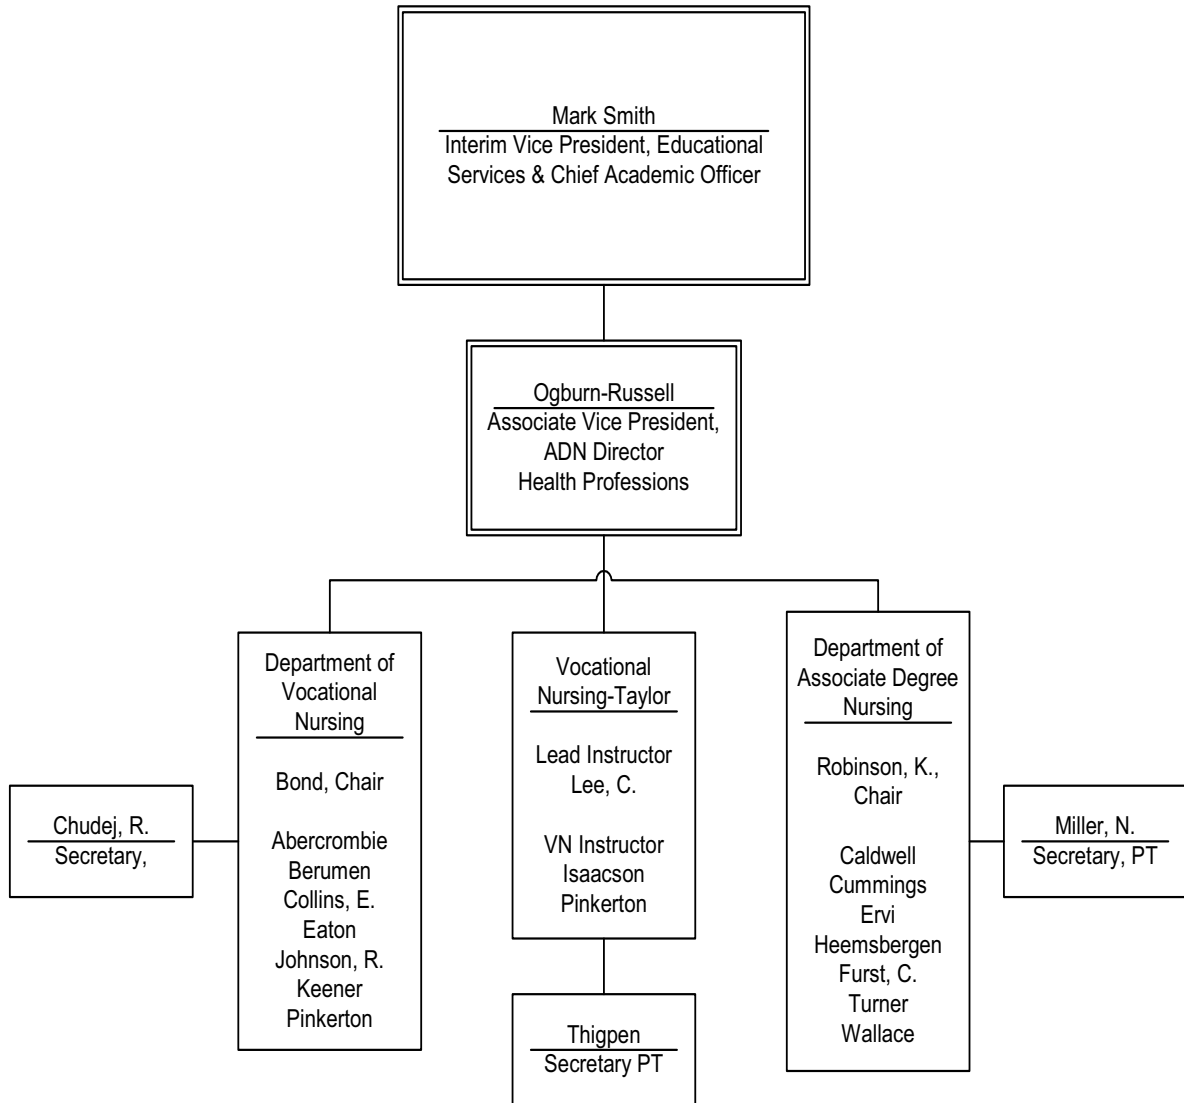 Mark Smith
Interim Vice President, Educational
Services & Chief Academic Officer
Ogburn-Russell
Associate Vice President,
ADN Director
Health Professions
Department of
Vocational
Nursing
Bond, Chair
Abercrombie
Berumen
Collins, E.
Eaton
Johnson, R.
Keener
Pinkerton
Chudej, R.
Secretary,
Vocational
Nursing-Taylor
Lead Instructor
Lee, C.
VN Instructor
Isaacson
Pinkerton
Thigpen
Secretary PT
Department of
Associate Degree
Nursing
Robinson, K.,
Chair
Caldwell
Cummings
Ervi
Heemsbergen
Furst, C.
Turner
Wallace
Miller, N.
Secretary, PT